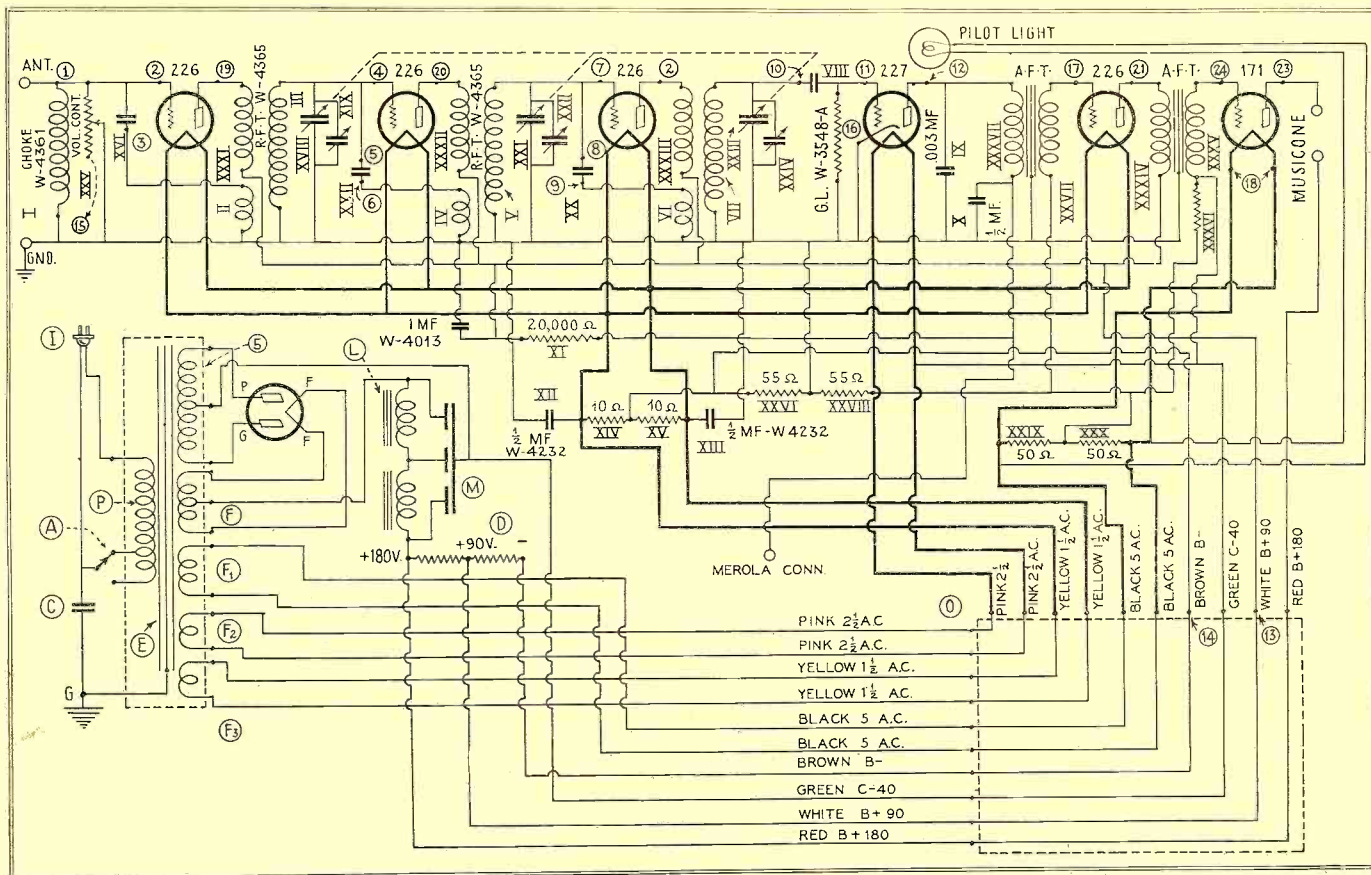 PILOT LIGHT
ANT.
1
2
226
19
R.F.T. W-4365
III
XIX
4
226
20
R.F.T. W-4365
XXII
7
226
2
10
VIII
11
227
12
A.F.T.
17
226
21
A.F.T.
24
171
23
CHOKE
W-4361
VOL. CONT.
XXV
XVI
3
XXXI
XVIII
5
XXXII
XXI
8
XXXIII
XXIII
XXIV
G.L. W-3548-A
16
.003 MF
IX
XXXVII
XXXIV
XXXV
18
MUSICONE
I
15
II
XVII
6
IV
V
XX
9
VI
VII
X
½ MF.
XXVII
XXXVI
GND.
I
5
1 MF
W-4013
20,000 Ω
XI
L
P
F
G
F
XII
½ MF
W-4232
10 Ω
XIV
10 Ω
XV
XIII
½ MF-W4232
55 Ω
XXVI
55 Ω
XXVIII
XXIX
50 Ω
XXX
50 Ω
P
F
M
A
+180V.
+90V.
D
-
MEROLA CONN.
F1
C
E
F2
G
F3
O
PINK 2½
PINK 2½ A.C.
YELLOW 1½ A.C.
YELLOW 1½ A.C.
BLACK 5 A.C.
BLACK 5 A.C.
BROWN B-
GREEN C-40
WHITE B+90
RED B+180
14
13
PINK 2½ A.C
PINK 2½ A.C.
YELLOW 1½ A.C.
YELLOW 1½ A.C.
BLACK 5 A.C.
BLACK 5 A.C.
BROWN B-
GREEN C-40
WHITE B+90
RED B+180